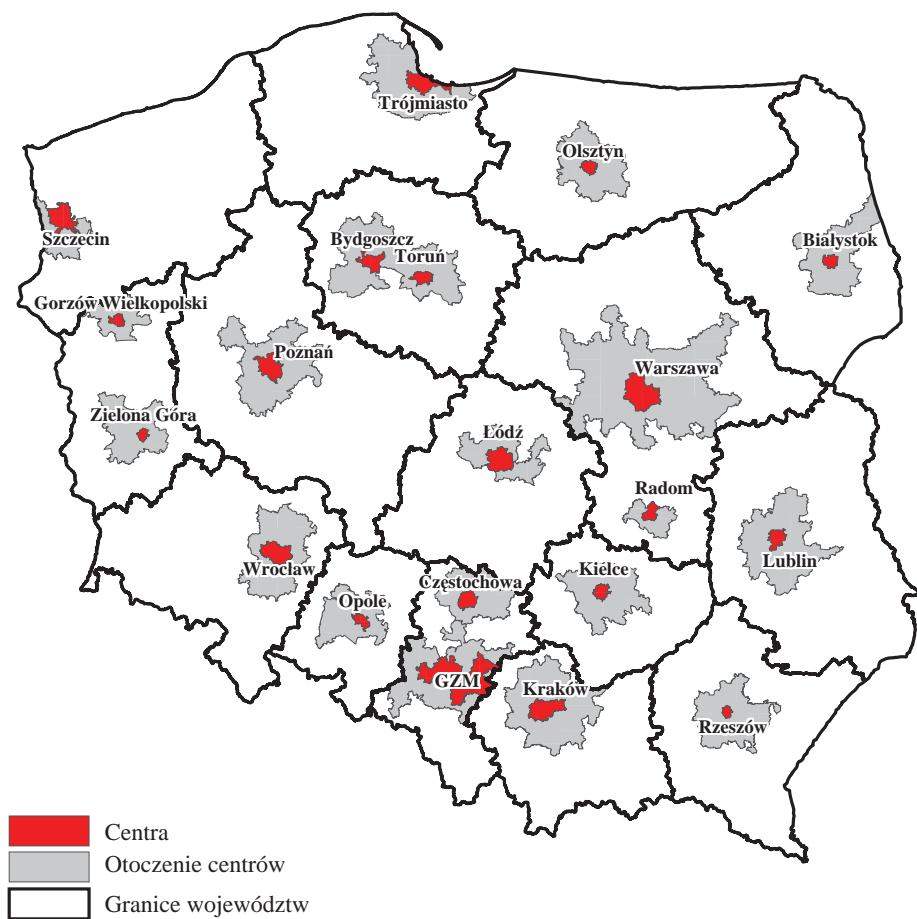 Trójmiasto
Olsztyn
Szczecin
Bydgoszcz
Toruń
Białystok
Gorzów Wielkopolski
Poznań
Warszawa
Zielona Góra
Łódź
Radom
Wrocław
Lublin
Częstochowa
Kielce
Opole
GZM
Kraków
Rzeszów
Centra
Otoczenie centrów
Granice województw